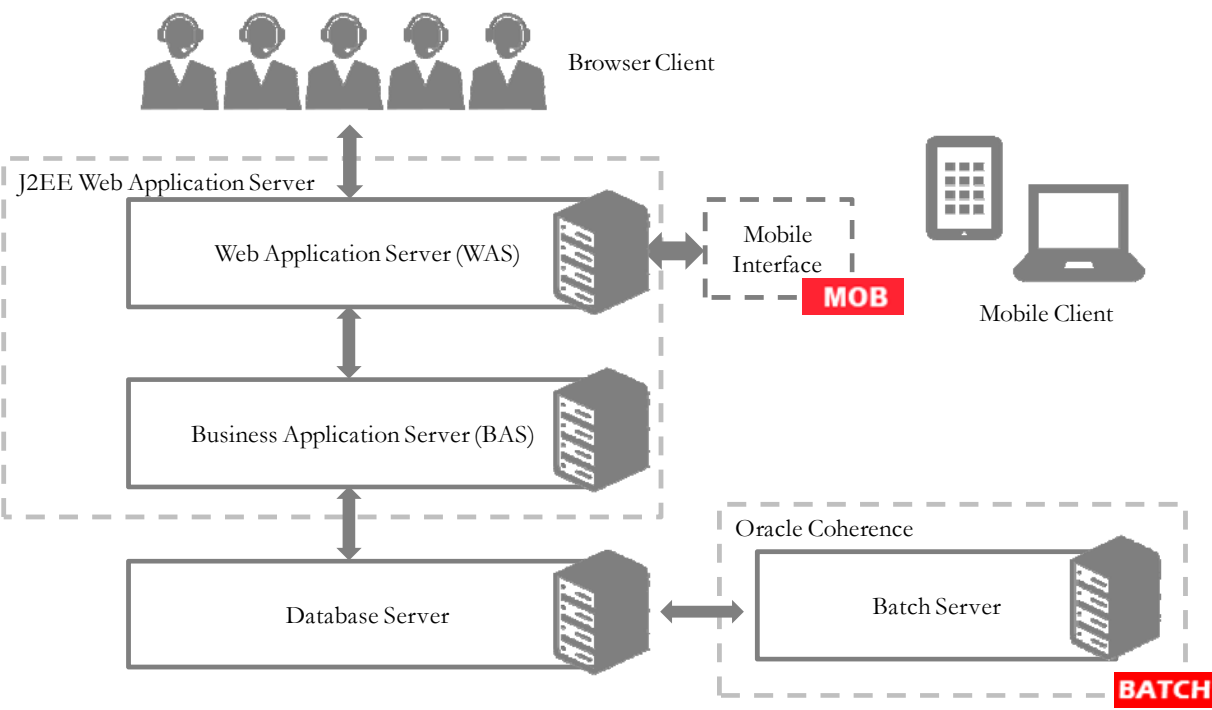 Browser Client
J2EE Web Application Server
Web Application Server (WAS)
Mobile
Interface
MOB
Mobile Client
Business Application Server (BAS)
Oracle Coherence
Database Server
Batch Server
BATCH